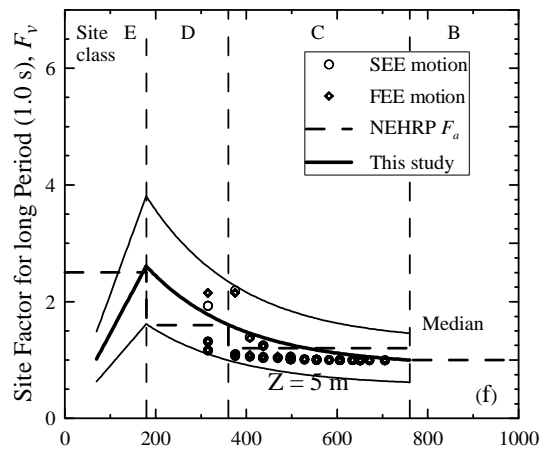 Site class
E
D
C
B
SEE motion
FEE motion
NEHRP Fa
This study
Site Factor for long Period (1.0 s), Fv
6
4
2
0
Median
Z = 5 m
(f)
0
200
400
600
800
1000